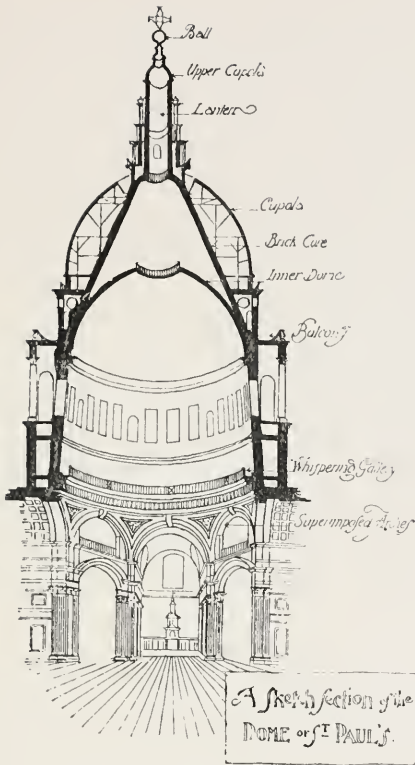 Ball
Upper Cupola
Lantern
Cupola
Brick Cone
Inner Dome
Balcony
Whispering Gallery
Superimposed Arches
A Sketch section of the
DOME of ST PAUL'S.